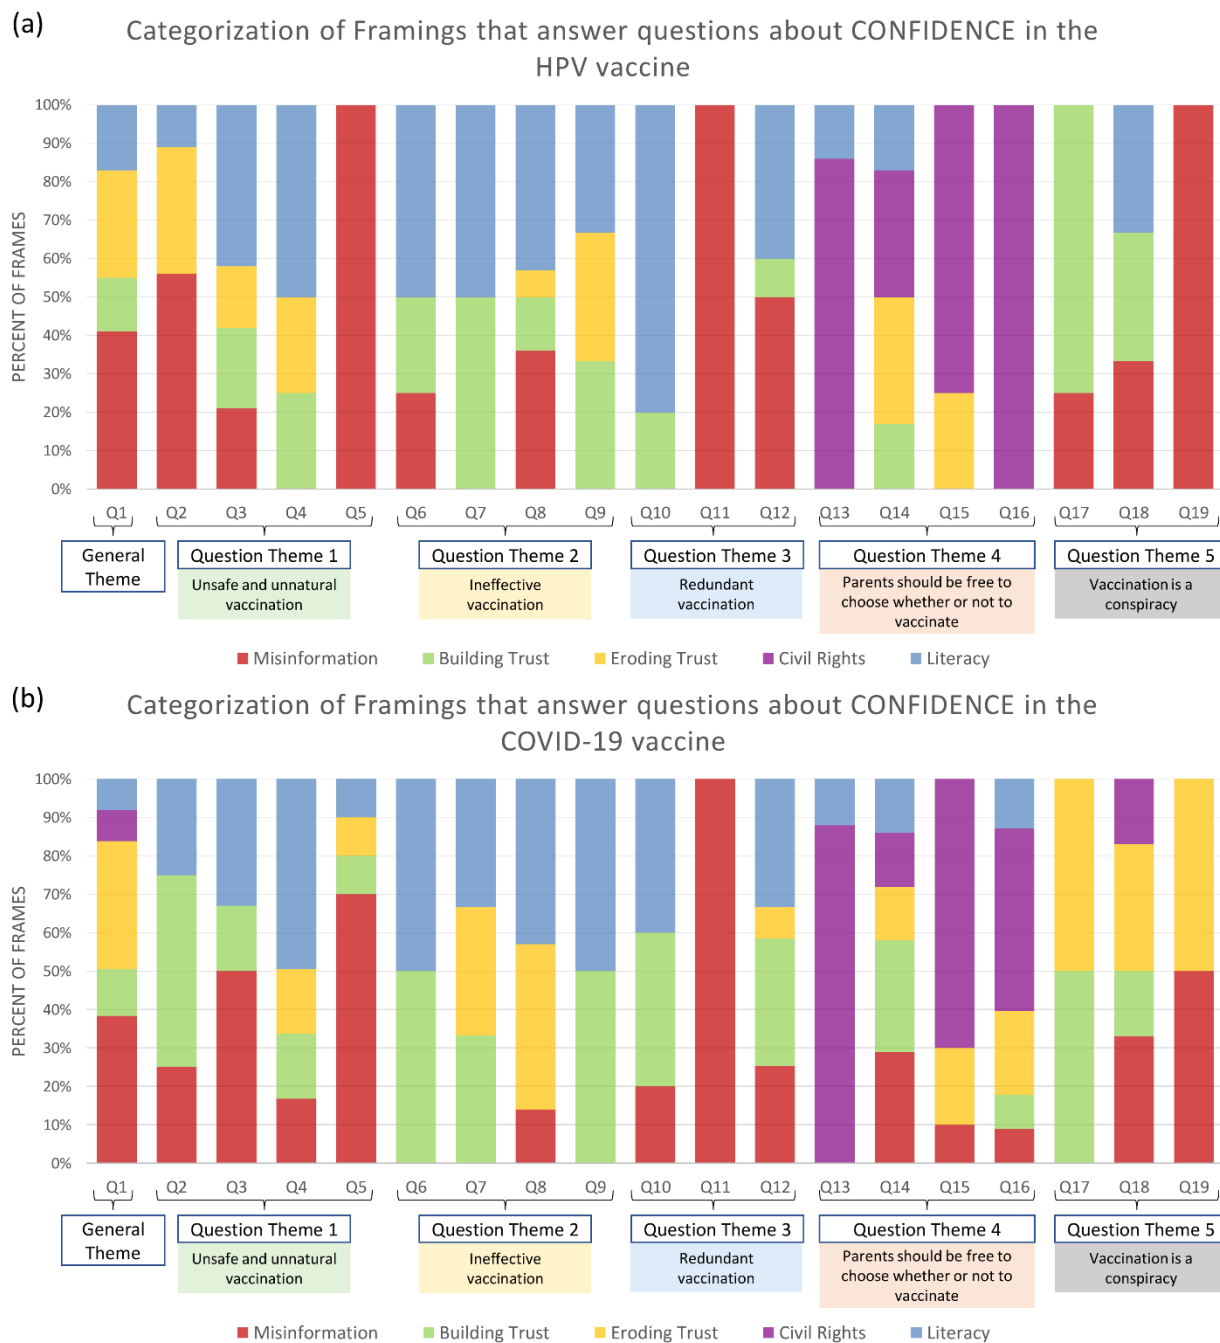 (a)
Categorization of Framings that answer questions about CONFIDENCE in the
HPV vaccine
PERCENT OF FRAMES
100%
90%
80%
70%
60%
50%
40%
30%
20%
10%
0%
Q1 Q2 Q3 Q4 Q5 Q6 Q7 Q8 Q9 Q10 Q11 Q12 Q13 Q14 Q15 Q16 Q17 Q18 Q19
General
Theme
Question Theme 1
Unsafe and unnatural
vaccination
Question Theme 2
Ineffective
vaccination
Question Theme 3
Redundant
vaccination
Question Theme 4
Parents should be free to
choose whether or not to
vaccinate
Question Theme 5
Vaccination is a
conspiracy
Misinformation Building Trust Eroding Trust Civil Rights Literacy
(b)
Categorization of Framings that answer questions about CONFIDENCE in the
COVID-19 vaccine
PERCENT OF FRAMES
100%
90%
80%
70%
60%
50%
40%
30%
20%
10%
0%
Q1 Q2 Q3 Q4 Q5 Q6 Q7 Q8 Q9 Q10 Q11 Q12 Q13 Q14 Q15 Q16 Q17 Q18 Q19
General
Theme
Question Theme 1
Unsafe and unnatural
vaccination
Question Theme 2
Ineffective
vaccination
Question Theme 3
Redundant
vaccination
Question Theme 4
Parents should be free to
choose whether or not to
vaccinate
Question Theme 5
Vaccination is a
conspiracy
Misinformation Building Trust Eroding Trust Civil Rights Literacy